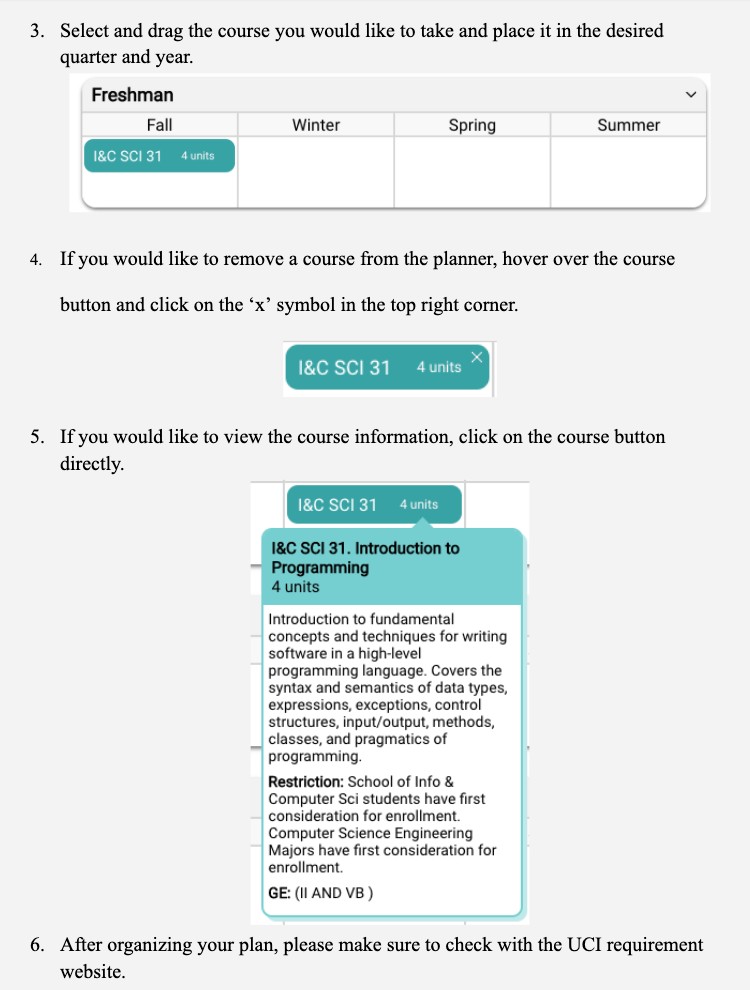 3. Select and drag the course you would like to take and place it in the desired
quarter and year.
Freshman
Fall Winter Spring Summer
I&C SCI 31 4 units
4. If you would like to remove a course from the planner, hover over the course
button and click on the ‘x’ symbol in the top right corner.
I&C SCI 31 4 units ×
5. If you would like to view the course information, click on the course button
directly.
I&C SCI 31 4 units
I&C SCI 31. Introduction to
Programming
4 units
Introduction to fundamental
concepts and techniques for writing
software in a high-level
programming language. Covers the
syntax and semantics of data types,
expressions, exceptions, control
structures, input/output, methods,
classes, and pragmatics of
programming.
Restriction: School of Info &
Computer Sci students have first
consideration for enrollment.
Computer Science Engineering
Majors have first consideration for
enrollment.
GE: (II AND VB )
6. After organizing your plan, please make sure to check with the UCI requirement
website.